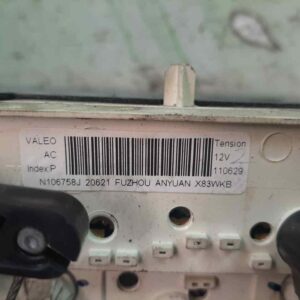 VALEO Tension
AC 12V
Index:P 110629
N106758J 20621 FUZHOU ANYUAN X83WKB